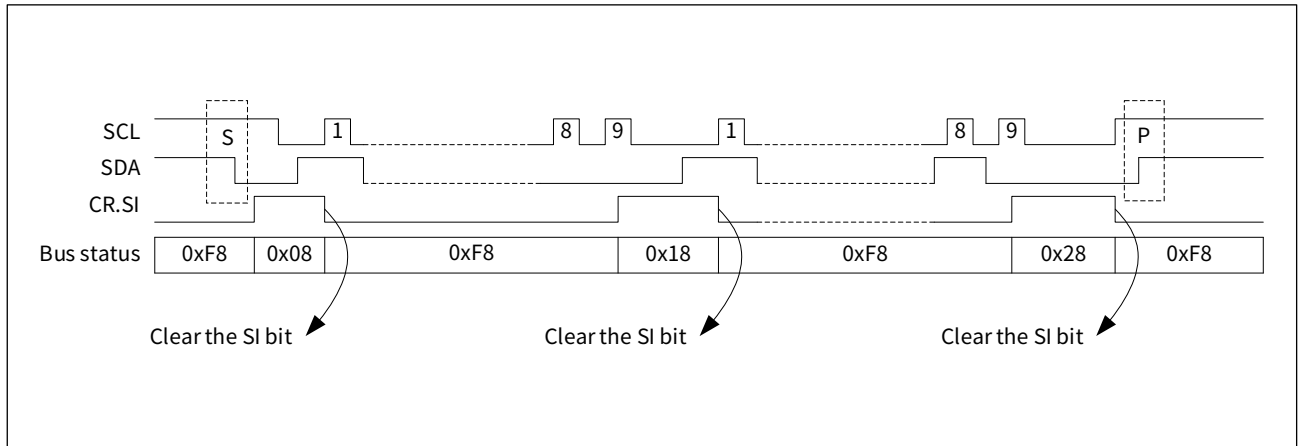 SCL S 1 8 9 1 8 9 P
SDA
CR.SI
Bus status 0xF8 0x08 0xF8 0x18 0xF8 0x28 0xF8
Clear the SI bit Clear the SI bit Clear the SI bit